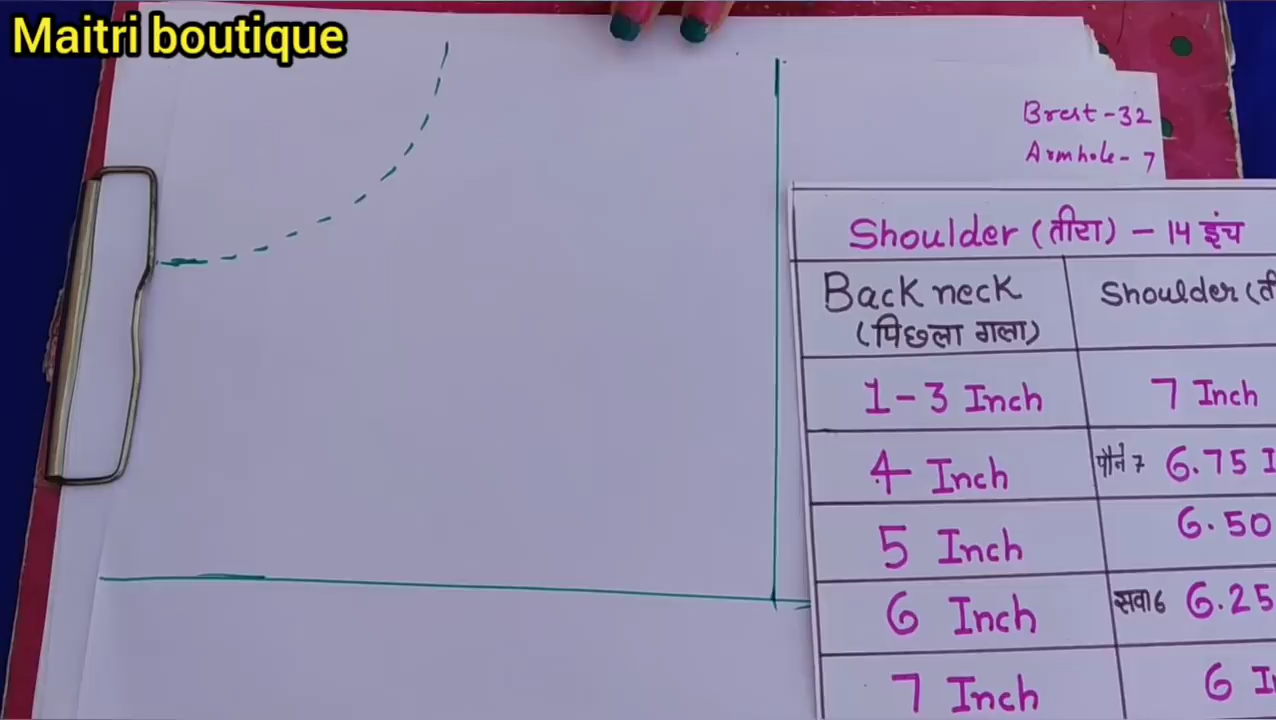 Maitri boutique
Brest - 32
Armhole - 7
Shoulder (तीरा) - 14 इंच
Back neck
(पिछला गला)
Shoulder (ती
1-3 Inch
7 Inch
4 Inch
पौने 7 6.75 I
5 Inch
6.50
6 Inch
सवा 6 6.25
7 Inch
6 I